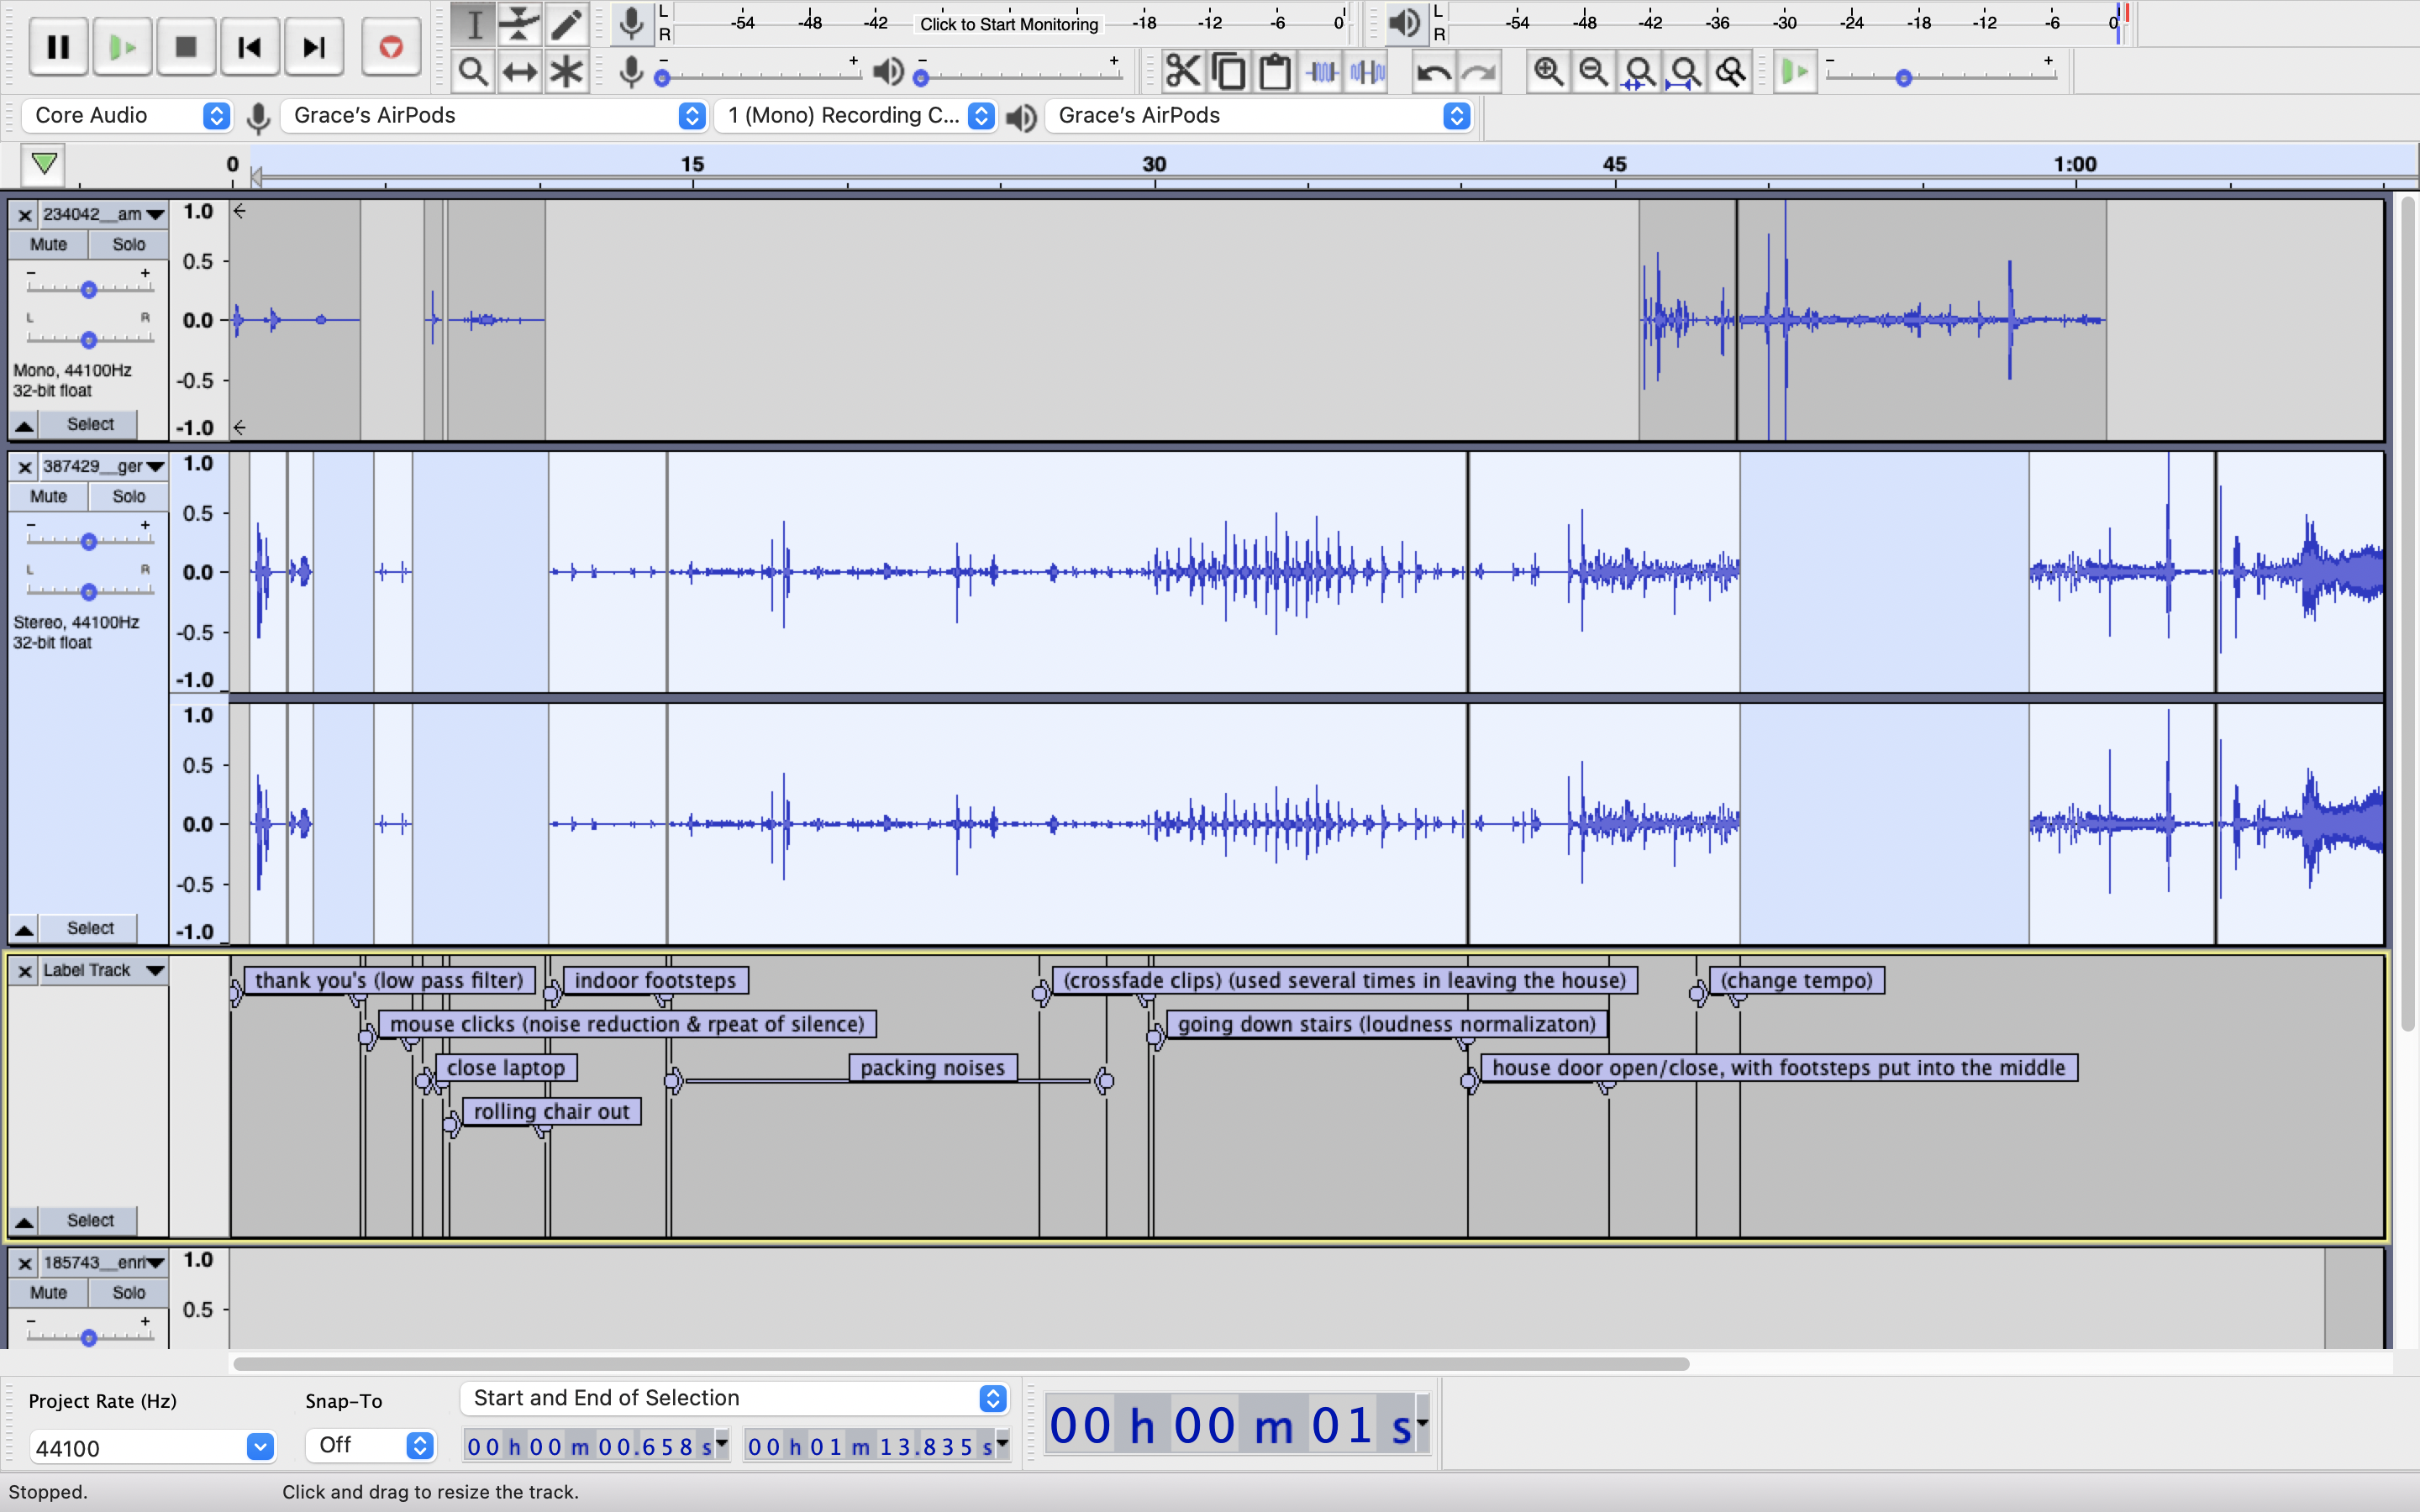 L
R
-54 -48 -42 Click to Start Monitoring -18 -12 -6 0
L
R
-54 -48 -42 -36 -30 -24 -18 -12 -6 0
- +
- +
- +
Core Audio
Grace's AirPods
1 (Mono) Recording C...
Grace's AirPods
0 15 30 45 1:00
234042__am
Mute Solo
- +
L R
Mono, 44100Hz
32-bit float
Select
1.0
0.5
0.0
-0.5
-1.0
387429__ger
Mute Solo
- +
L R
Stereo, 44100Hz
32-bit float
Select
1.0
0.5
0.0
-0.5
-1.0
1.0
0.5
0.0
-0.5
-1.0
Label Track
Select
thank you's (low pass filter)
indoor footsteps
(crossfade clips) (used several times in leaving the house)
(change tempo)
mouse clicks (noise reduction & rpeat of silence)
going down stairs (loudness normalizaton)
close laptop
packing noises
house door open/close, with footsteps put into the middle
rolling chair out
185743__enri
Mute Solo
- +
1.0
0.5
Project Rate (Hz)
44100
Snap-To
Off
Start and End of Selection
00 h 00 m 00.658 s
00 h 01 m 13.835 s
00 h 00 m 01 s
Stopped.
Click and drag to resize the track.